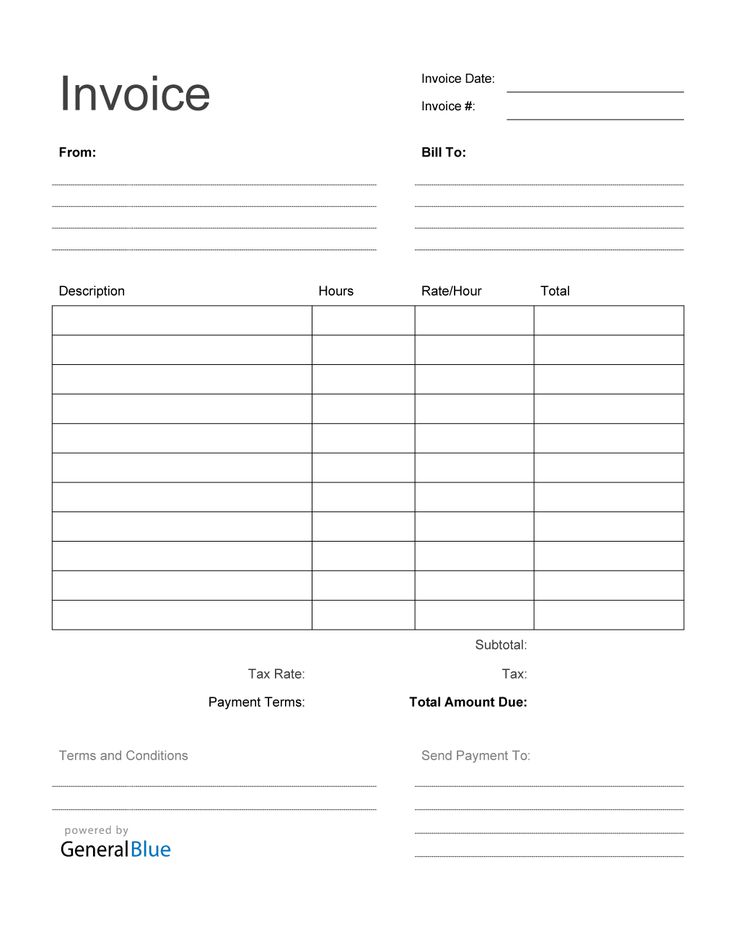 Invoice
Invoice Date:
Invoice #:
From:
Bill To:
Description Hours Rate/Hour Total
Subtotal:
Tax Rate: Tax:
Payment Terms: Total Amount Due:
Terms and Conditions
Send Payment To:
powered by
GeneralBlue